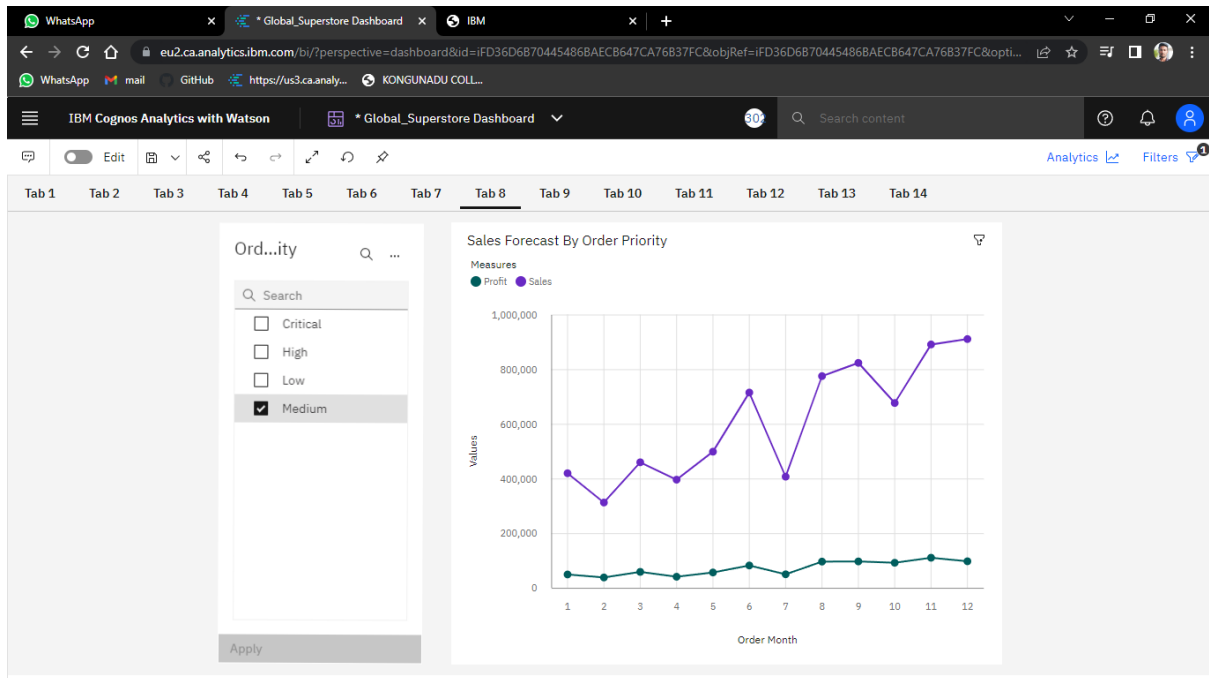 WhatsApp
* Global_Superstore Dashboard
IBM
eu2.ca.analytics.ibm.com/bi/?perspective=dashboard&id=iFD36D6B70445486BAECB647CA76B37FC&objRef=iFD36D6B70445486BAECB647CA76B37FC&opti...
WhatsApp
mail
GitHub
https://us3.ca.analy...
KONGUNADU COLL...
IBM Cognos Analytics with Watson
* Global_Superstore Dashboard
302
Search content
Edit
Analytics
Filters
1
Tab 1
Tab 2
Tab 3
Tab 4
Tab 5
Tab 6
Tab 7
Tab 8
Tab 9
Tab 10
Tab 11
Tab 12
Tab 13
Tab 14
Ord...ity
...
Search
Critical
High
Low
Medium
Apply
Sales Forecast By Order Priority
Measures
Profit
Sales
Values
1,000,000
800,000
600,000
400,000
200,000
0
1 2 3 4 5 6 7 8 9 10 11 12
Order Month